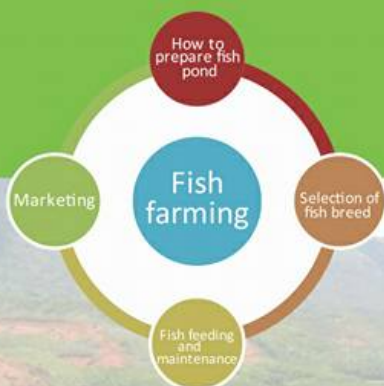 How to
prepare fish
pond
Fish
farming
Marketing
Selection of
fish breed
Fish feeding
and
maintenance